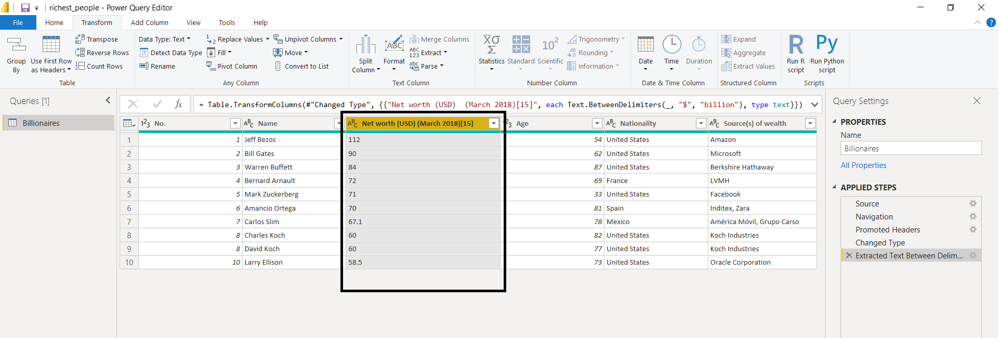 richest_people - Power Query Editor
File Home Transform Add Column View Tools Help
Group By
Use First Row as Headers
Transpose
Reverse Rows
Count Rows
Table
Data Type: Text
Detect Data Type
Rename
Replace Values
Fill
Pivot Column
Unpivot Columns
Move
Convert to List
Any Column
Split Column
Format
Merge Columns
Extract
Parse
Text Column
Statistics
Standard
Scientific
Trigonometry
Rounding
Information
Number Column
Date
Time
Duration
Date & Time Column
Expand
Aggregate
Extract Values
Structured Column
Run R script
Run Python script
Scripts
Queries [1]
Billionaires
fx = Table.TransformColumns(#"Changed Type", {{"Net worth (USD)  (March 2018)[15]", each Text.BetweenDelimiters(_, "$", "billion"), type text}})
No. Name Net worth (USD) (March 2018)[15] Age Nationality Source(s) of wealth
1 1 Jeff Bezos 112 54 United States Amazon
2 2 Bill Gates 90 62 United States Microsoft
3 3 Warren Buffett 84 87 United States Berkshire Hathaway
4 4 Bernard Arnault 72 69 France LVMH
5 5 Mark Zuckerberg 71 33 United States Facebook
6 6 Amancio Ortega 70 81 Spain Inditex, Zara
7 7 Carlos Slim 67.1 78 Mexico América Móvil, Grupo Carso
8 8 Charles Koch 60 82 United States Koch Industries
9 8 David Koch 60 77 United States Koch Industries
10 10 Larry Ellison 58.5 73 United States Oracle Corporation
Query Settings
PROPERTIES
Name
Billionaires
All Properties
APPLIED STEPS
Source
Navigation
Promoted Headers
Changed Type
Extracted Text Between Delim...